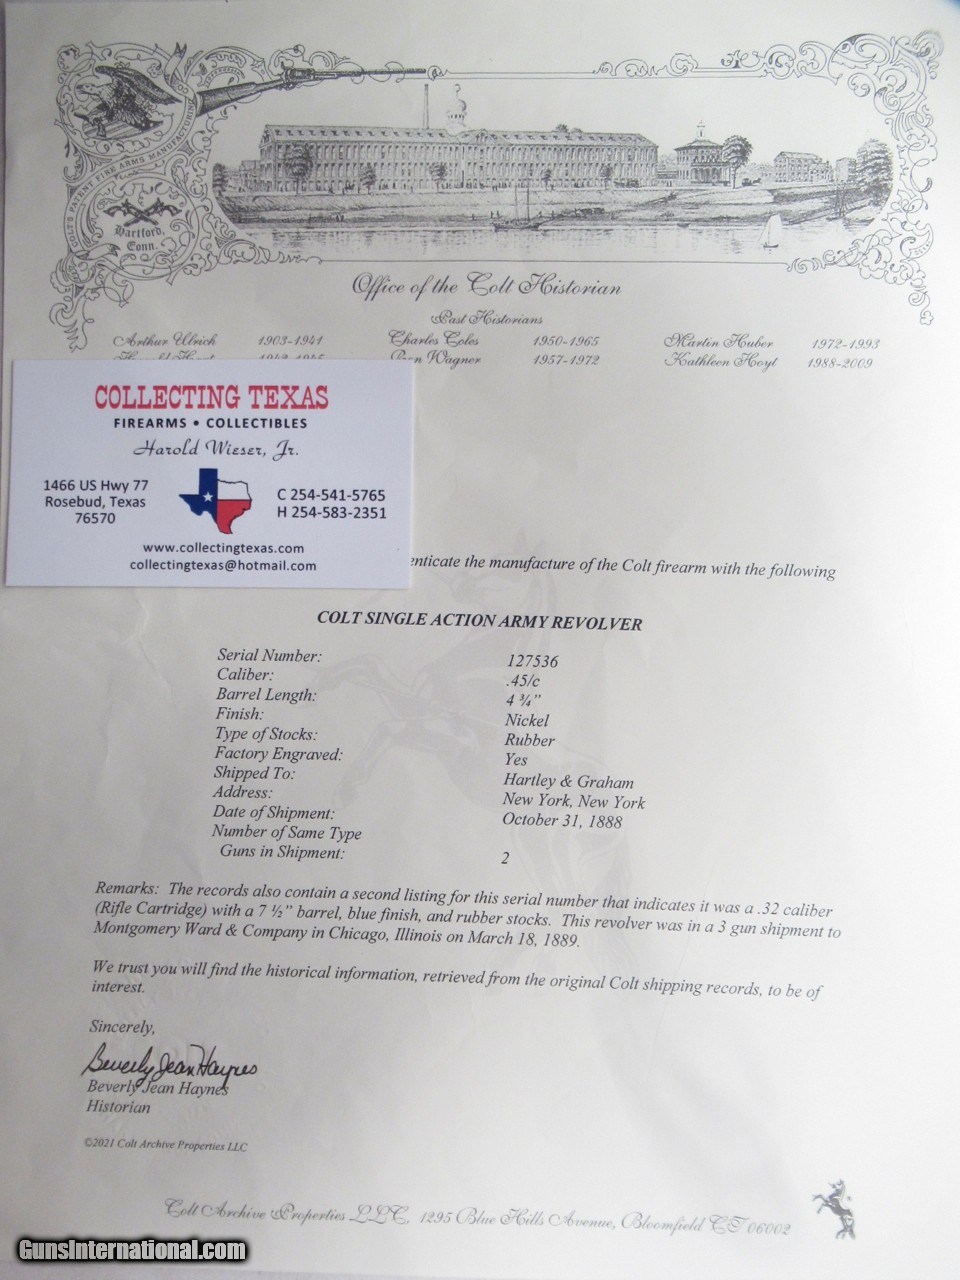 COLT'S PATENT FIRE ARMS MANUFACTURING
Hartford,
Conn.
Office of the Colt Historian
Past Historians
Arthur Ulrich 1903-1941 Charles Coles 1950-1965 Martin Huber 1972-1993
Ron Wagner 1957-1972 Kathleen Hoyt 1988-2009
COLLECTING TEXAS
FIREARMS • COLLECTIBLES
Harold Wieser, Jr.
1466 US Hwy 77
Rosebud, Texas
76570
C 254-541-5765
H 254-583-2351
www.collectingtexas.com
collectingtexas@hotmail.com
enticate the manufacture of the Colt firearm with the following
COLT SINGLE ACTION ARMY REVOLVER
Serial Number: 127536
Caliber: .45/c
Barrel Length: 4 ¾”
Finish: Nickel
Type of Stocks: Rubber
Factory Engraved: Yes
Shipped To: Hartley & Graham
Address: New York, New York
Date of Shipment: October 31, 1888
Number of Same Type
Guns in Shipment: 2
Remarks: The records also contain a second listing for this serial number that indicates it was a .32 caliber
(Rifle Cartridge) with a 7 ½” barrel, blue finish, and rubber stocks. This revolver was in a 3 gun shipment to
Montgomery Ward & Company in Chicago, Illinois on March 18, 1889.
We trust you will find the historical information, retrieved from the original Colt shipping records, to be of
interest.
Sincerely,
Beverly Jean Haynes
Beverly Jean Haynes
Historian
©2021 Colt Archive Properties LLC
Colt Archive Properties LLC, 1295 Blue Hills Avenue, Bloomfield CT 06002
GunsInternational.com